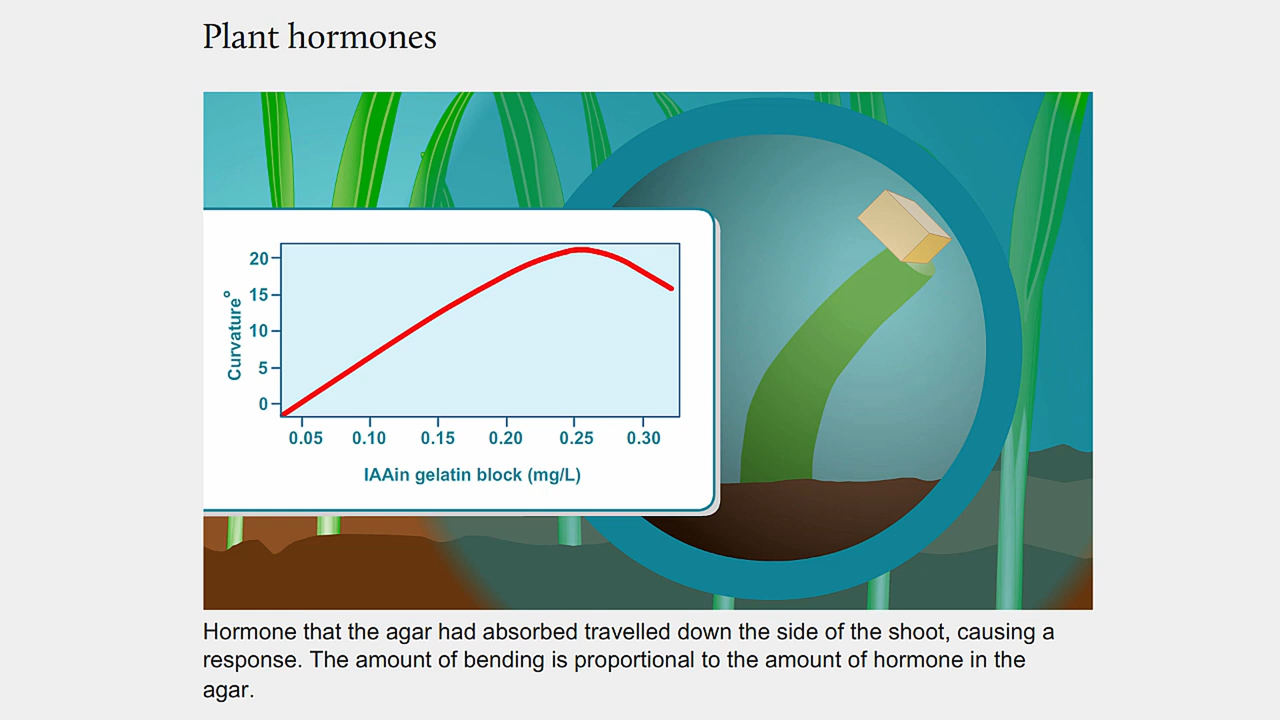 Plant hormones
20
15
10
5
0
Curvature°
0.05 0.10 0.15 0.20 0.25 0.30
IAAin gelatin block (mg/L)
Hormone that the agar had absorbed travelled down the side of the shoot, causing a
response. The amount of bending is proportional to the amount of hormone in the
agar.